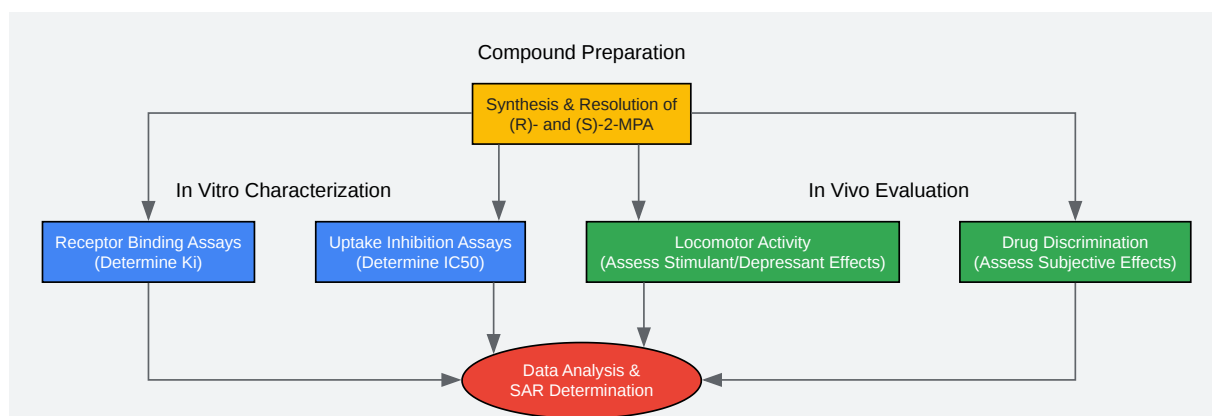 Compound Preparation
Synthesis & Resolution of
(R)- and (S)-2-MPA
In Vitro Characterization
In Vivo Evaluation
Receptor Binding Assays
(Determine Ki)
Uptake Inhibition Assays
(Determine IC50)
Locomotor Activity
(Assess Stimulant/Depressant Effects)
Drug Discrimination
(Assess Subjective Effects)
Data Analysis &
SAR Determination